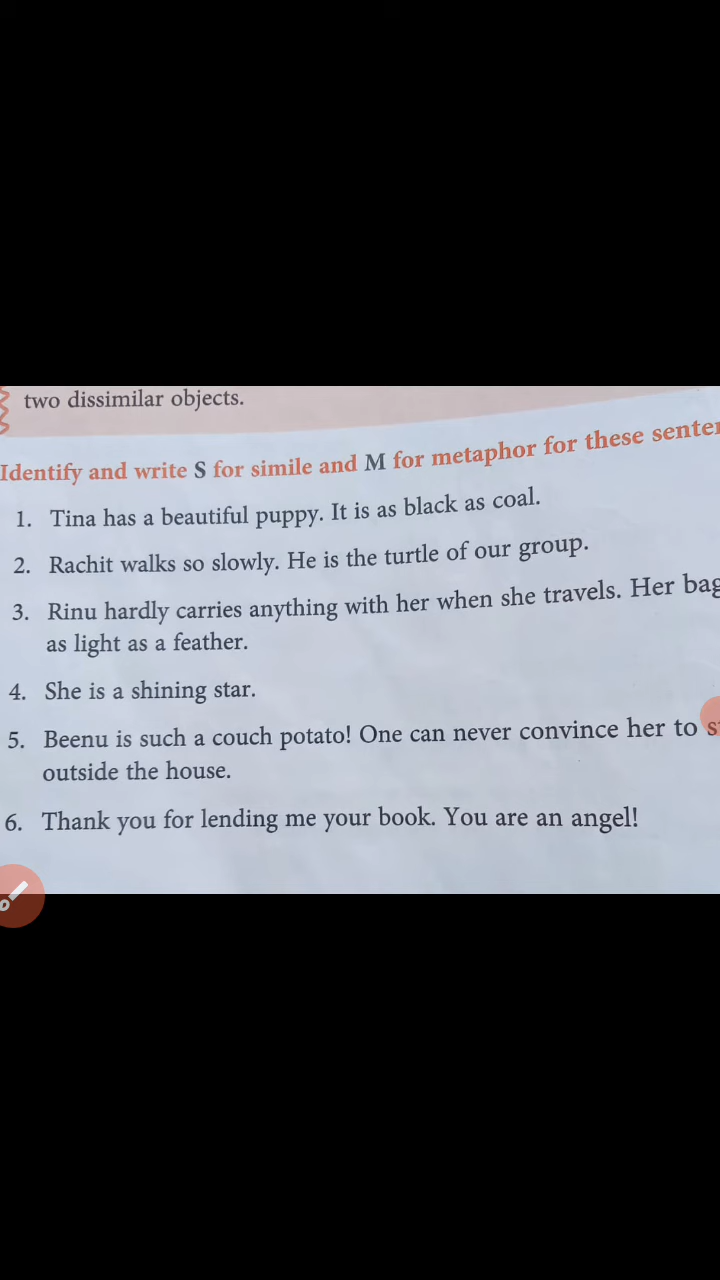 two dissimilar objects.
Identify and write S for simile and M for metaphor for these
1. Tina has a beautiful puppy. It is as black as coal.
2. Rachit walks so slowly. He is the turtle of our group.
3. Rinu hardly carries anything with her when she travels. Her bag
as light as a feather.
4. She is a shining star.
5. Beenu is such a couch potato! One can never convince her to
outside the house.
6. Thank you for lending me your book. You are an angel!